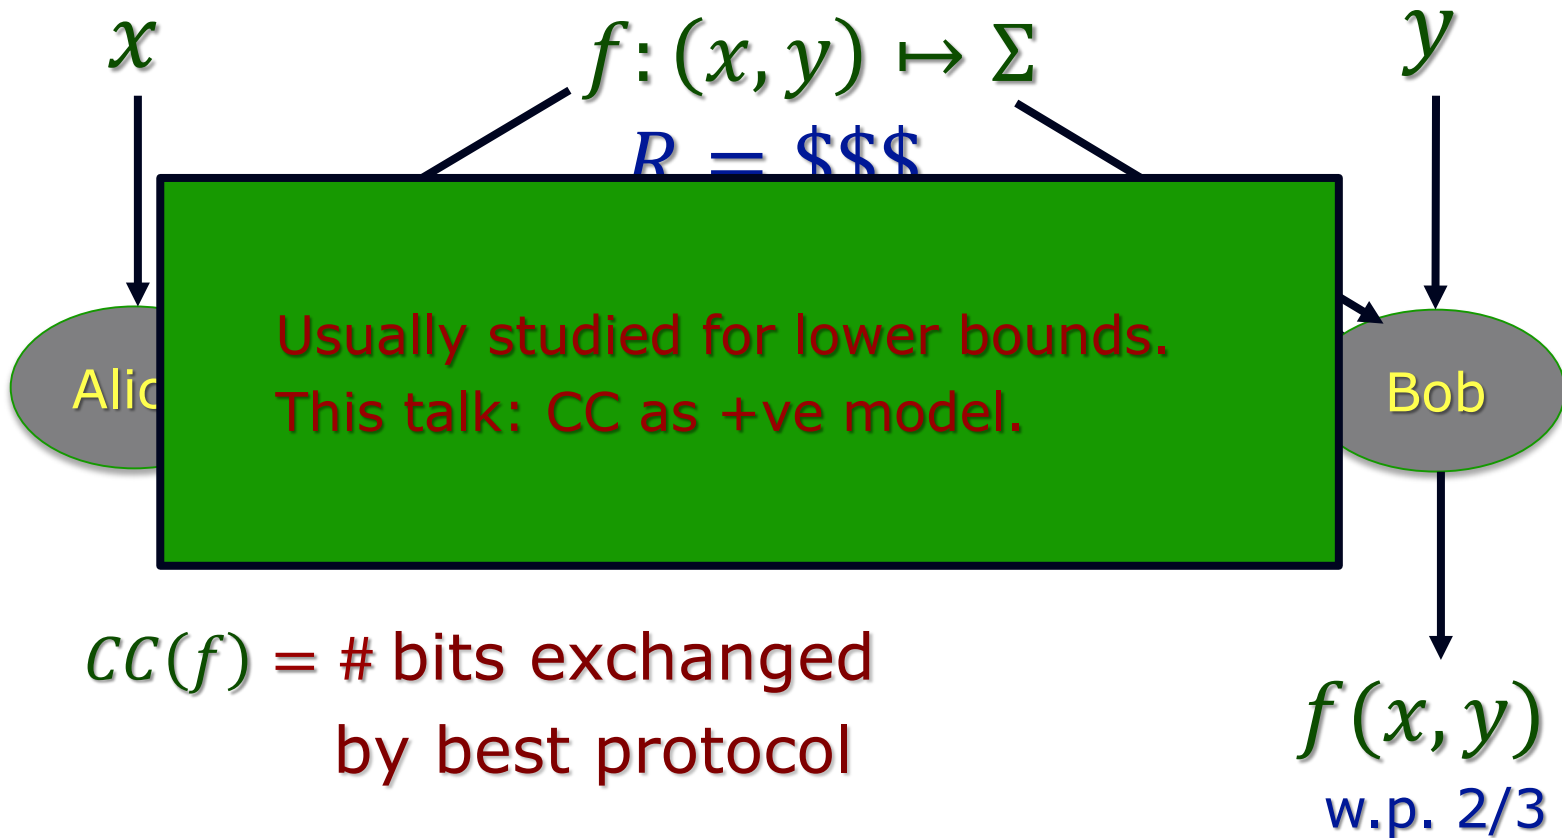 x
f: (x, y) ↦ Σ
y
R = $$$
Usually studied for lower bounds.
This talk: CC as +ve model.
Alic
Bob
CC(f) = # bits exchanged
by best protocol
f(x, y)
w.p. 2/3